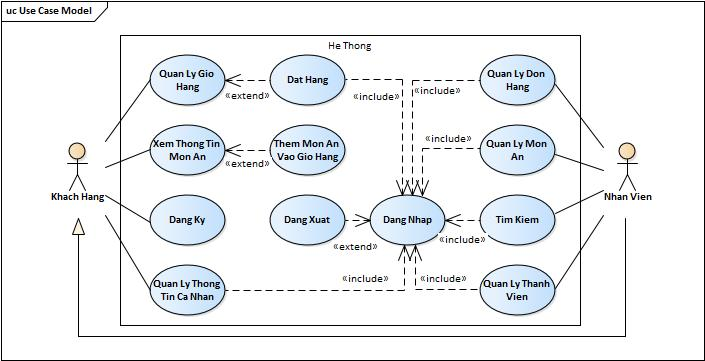 uc Use Case Model
He Thong
Quan Ly Gio
Hang
Dat Hang
Quan Ly Don
Hang
«extend»
«include»
«include»
Xem Thong Tin
Mon An
Them Mon An
Vao Gio Hang
Quan Ly Mon
An
«extend»
«include»
Khach Hang
Nhan Vien
Dang Ky
Dang Xuat
Dang Nhap
Tim Kiem
«extend»
«include»
Quan Ly Thong
Tin Ca Nhan
Quan Ly Thanh
Vien
«include»
«include»